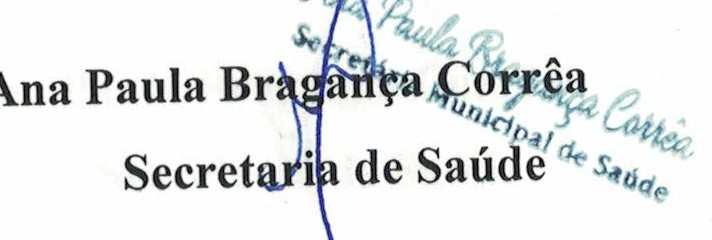 Ana Paula Bragança Corrêa
Secretária Municipal de Saúde
Ana Paula Bragança Corrêa
Secretaria de Saúde